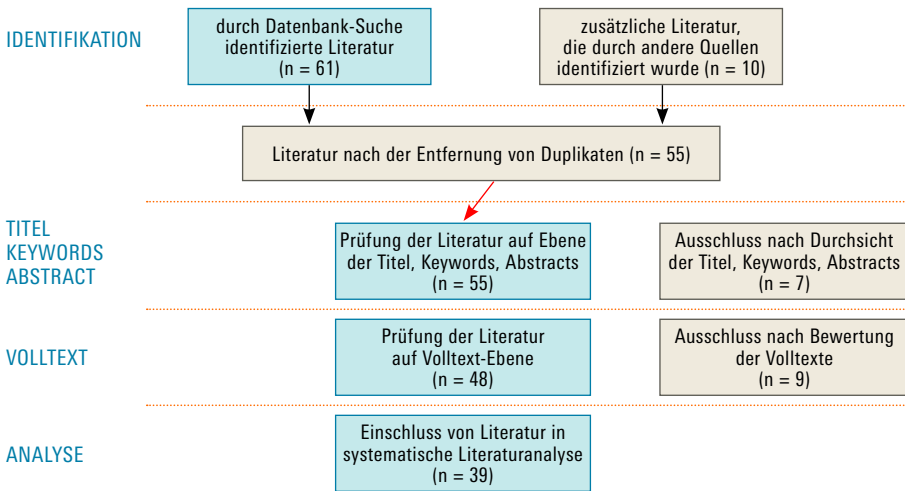 IDENTIFIKATION
durch Datenbank-Suche
identifizierte Literatur
(n = 61)
zusätzliche Literatur,
die durch andere Quellen
identifiziert wurde (n = 10)
Literatur nach der Entfernung von Duplikaten (n = 55)
TITEL
KEYWORDS
ABSTRACT
Prüfung der Literatur auf Ebene
der Titel, Keywords, Abstracts
(n = 55)
Ausschluss nach Durchsicht
der Titel, Keywords, Abstracts
(n = 7)
VOLLTEXT
Prüfung der Literatur
auf Volltext-Ebene
(n = 48)
Ausschluss nach Bewertung
der Volltexte
(n = 9)
ANALYSE
Einschluss von Literatur in
systematische Literaturanalyse
(n = 39)